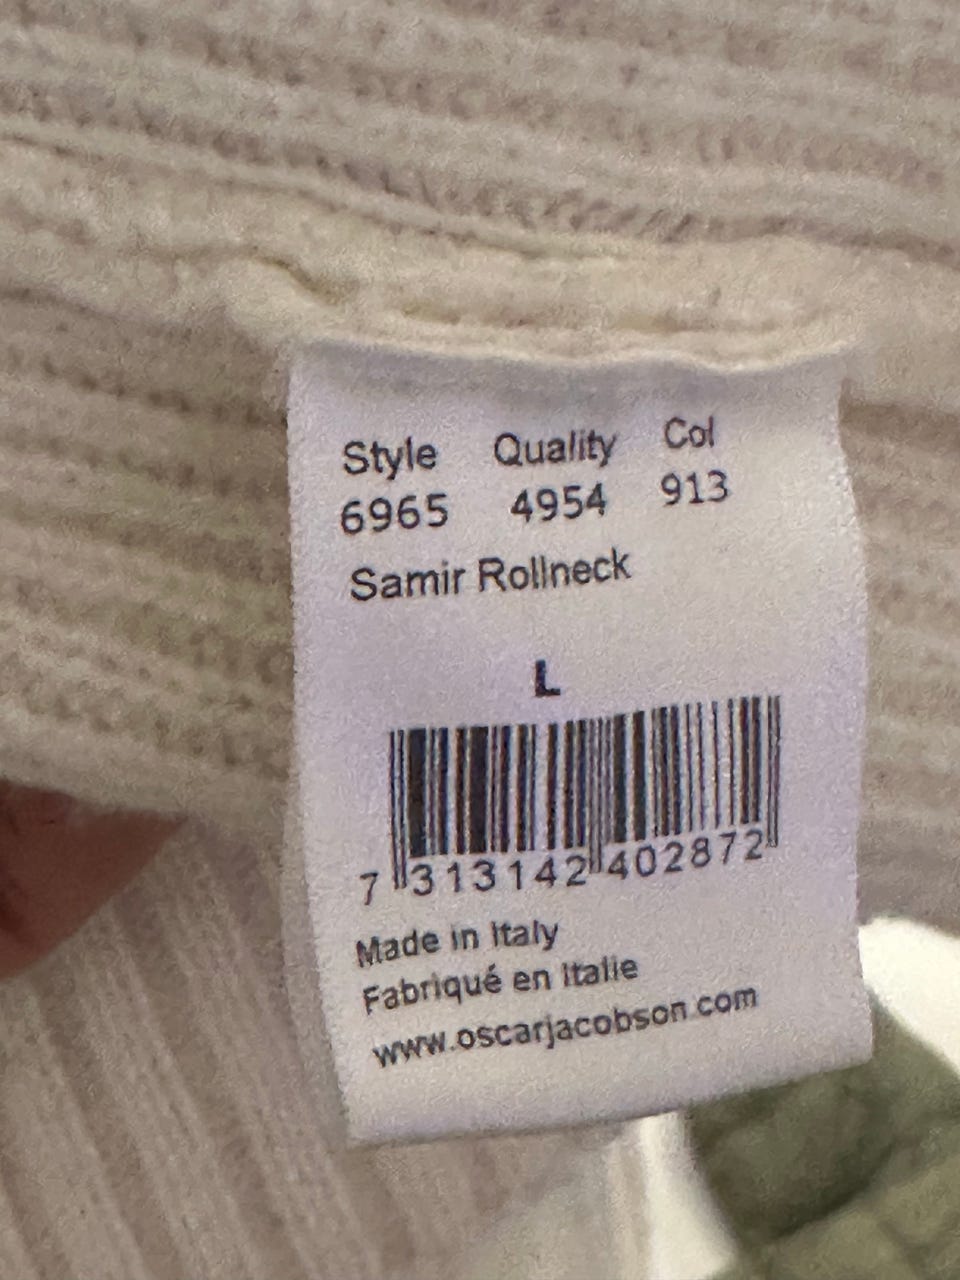 Style Quality Col
6965 4954 913
Samir Rollneck
L
7 313142 402872
Made in Italy
Fabriqué en Italie
www.oscarjacobson.com